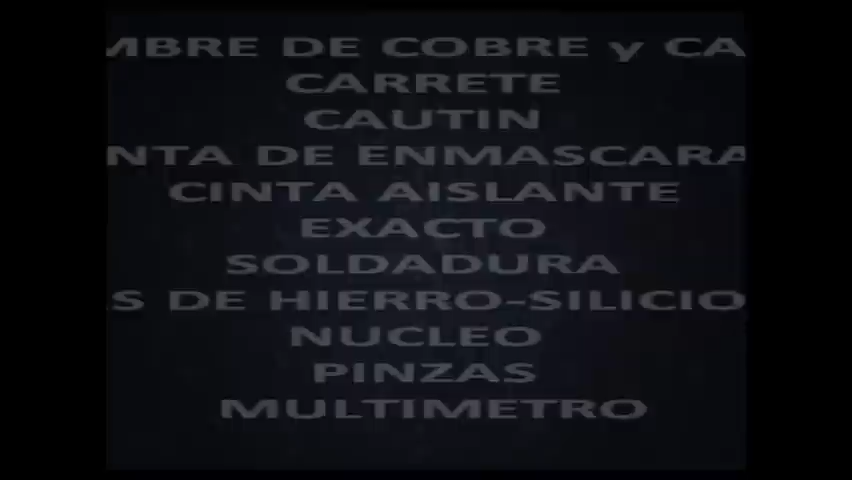 MBRE DE COBRE y CA
CARRETE
CAUTIN
NTA DE ENMASCARA
CINTA AISLANTE
EXACTO
SOLDADURA
S DE HIERRO-SILICIO
NUCLEO
PINZAS
MULTIMETRO